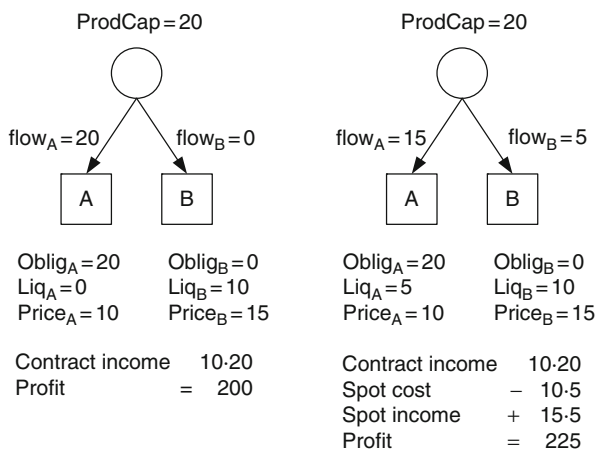 ProdCap = 20
flow_A = 20
flow_B = 0
A
B
Oblig_A = 20
Oblig_B = 0
Liq_A = 0
Liq_B = 10
Price_A = 10
Price_B = 15
Contract income 10·20
Profit = 200
ProdCap = 20
flow_A = 15
flow_B = 5
A
B
Oblig_A = 20
Oblig_B = 0
Liq_A = 5
Liq_B = 10
Price_A = 10
Price_B = 15
Contract income 10·20
Spot cost − 10·5
Spot income + 15·5
Profit = 225